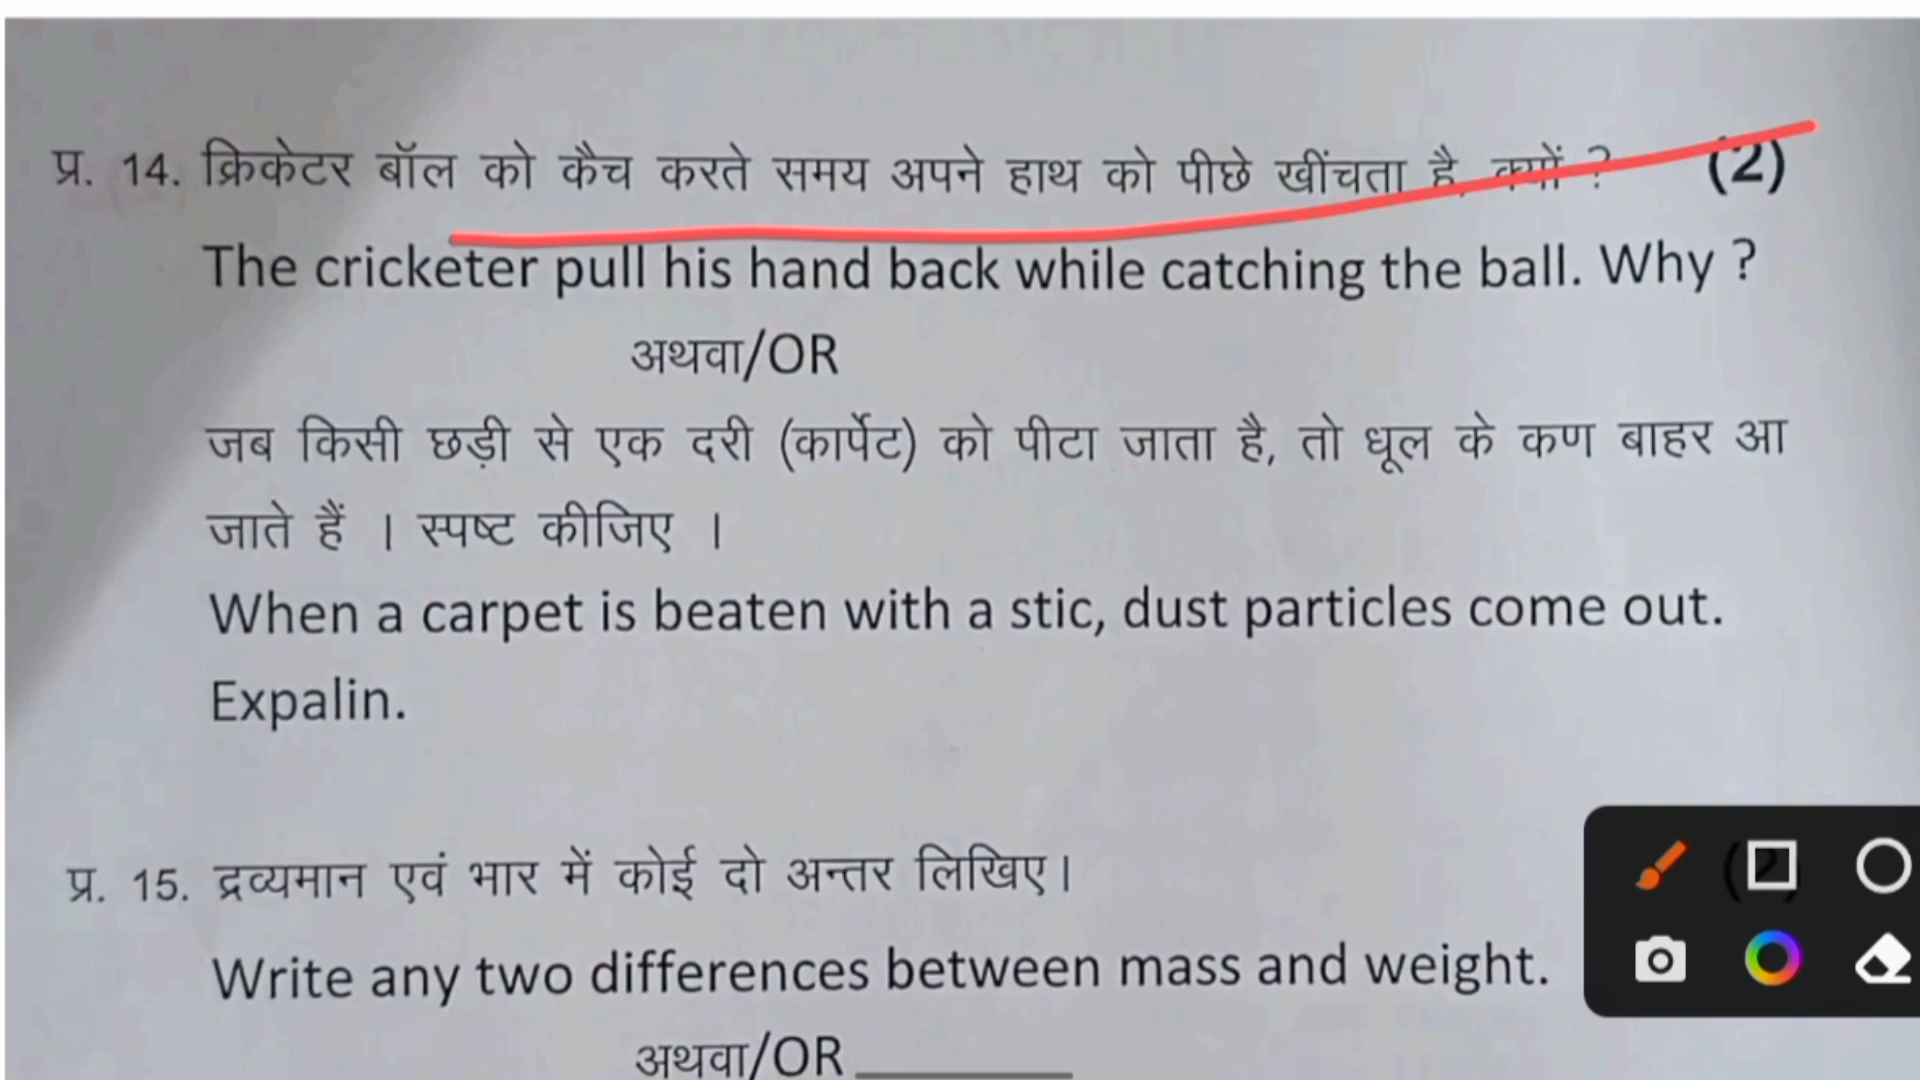 प्र. 14. क्रिकेटर बॉल को कैच करते समय अपने हाथ को पीछे खींचता है, क्यों ? (2)
The cricketer pull his hand back while catching the ball. Why ?
अथवा/OR
जब किसी छड़ी से एक दरी (कार्पेट) को पीटा जाता है, तो धूल के कण बाहर आ
जाते हैं । स्पष्ट कीजिए ।
When a carpet is beaten with a stic, dust particles come out.
Expalin.
प्र. 15. द्रव्यमान एवं भार में कोई दो अन्तर लिखिए। (2)
Write any two differences between mass and weight.
अथवा/OR